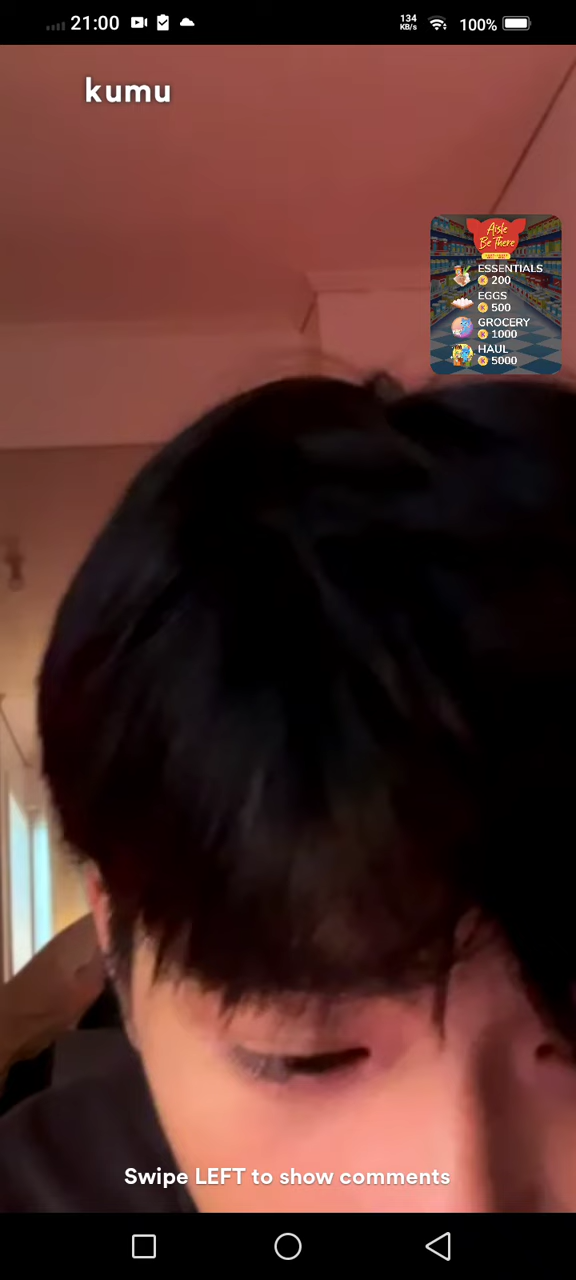 21:00
134
KB/s
100%
kumu
Aisle
Be There
ESSENTIALS
200
EGGS
500
GROCERY
1000
HAUL
5000
Swipe LEFT to show comments